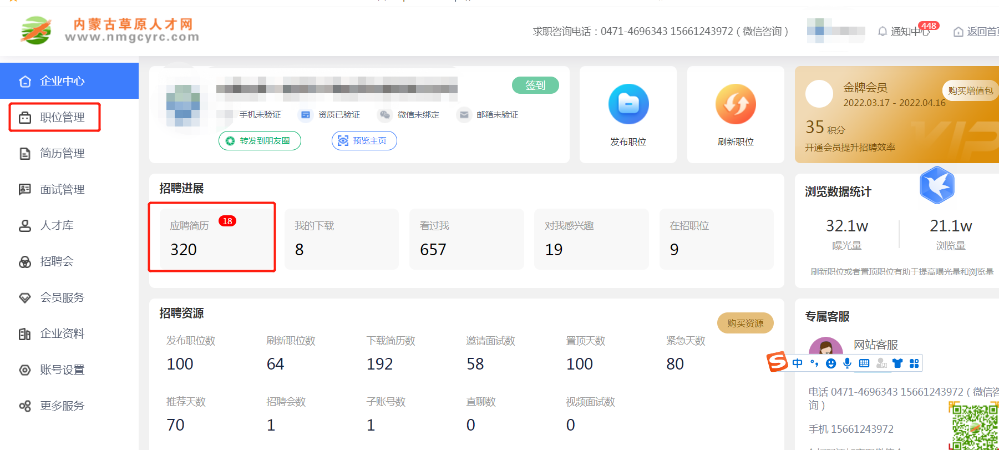 内蒙古草原人才网
www.nmgcyrc.com
求职咨询电话：0471-4696343 15661243972（微信咨询）
通知中心
448
返回首
企业中心
职位管理
简历管理
面试管理
人才库
招聘会
会员服务
企业资料
账号设置
更多服务
签到
手机未验证
资质已验证
微信未绑定
邮箱未验证
转发到朋友圈
预览主页
发布职位
刷新职位
金牌会员
2022.03.17 - 2022.04.16
购买增值包
35 积分
开通会员提升招聘效率
VIP
招聘进展
应聘简历 18
320
我的下载
8
看过我
657
对我感兴趣
19
在招职位
9
浏览数据统计
32.1w
曝光量
21.1w
浏览量
刷新职位或者置顶职位有助于提高曝光量和浏览量
招聘资源
购买资源
发布职位数
100
刷新职位数
64
下载简历数
192
邀请面试数
58
置顶天数
100
紧急天数
80
推荐天数
70
招聘会数
1
子账号数
1
直聊数
0
视频面试数
0
专属客服
网站客服
S 中
电话 0471-4696343 15661243972（微信咨
询）
手机 15661243972